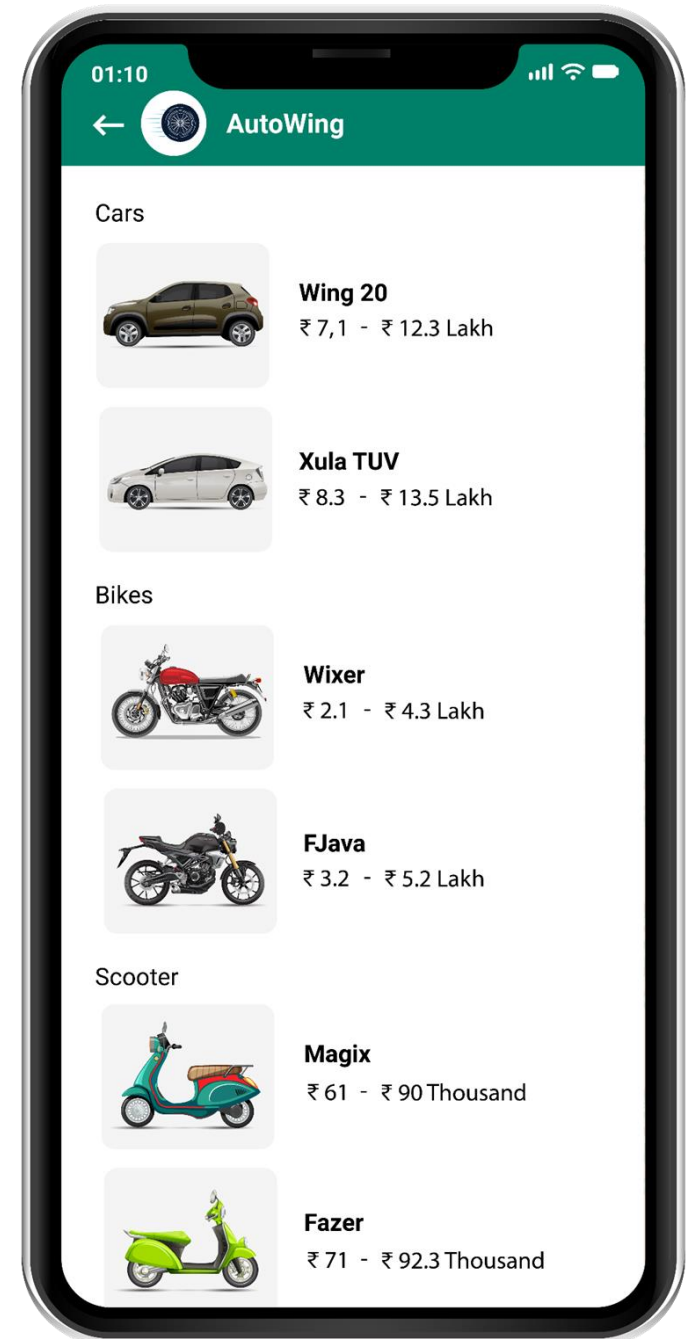 01:10
AutoWing
Cars
Wing 20
₹ 7,1 - ₹ 12.3 Lakh
Xula TUV
₹ 8.3 - ₹ 13.5 Lakh
Bikes
Wixer
₹ 2.1 - ₹ 4.3 Lakh
FJava
₹ 3.2 - ₹ 5.2 Lakh
Scooter
Magix
₹ 61 - ₹ 90 Thousand
Fazer
₹ 71 - ₹ 92.3 Thousand